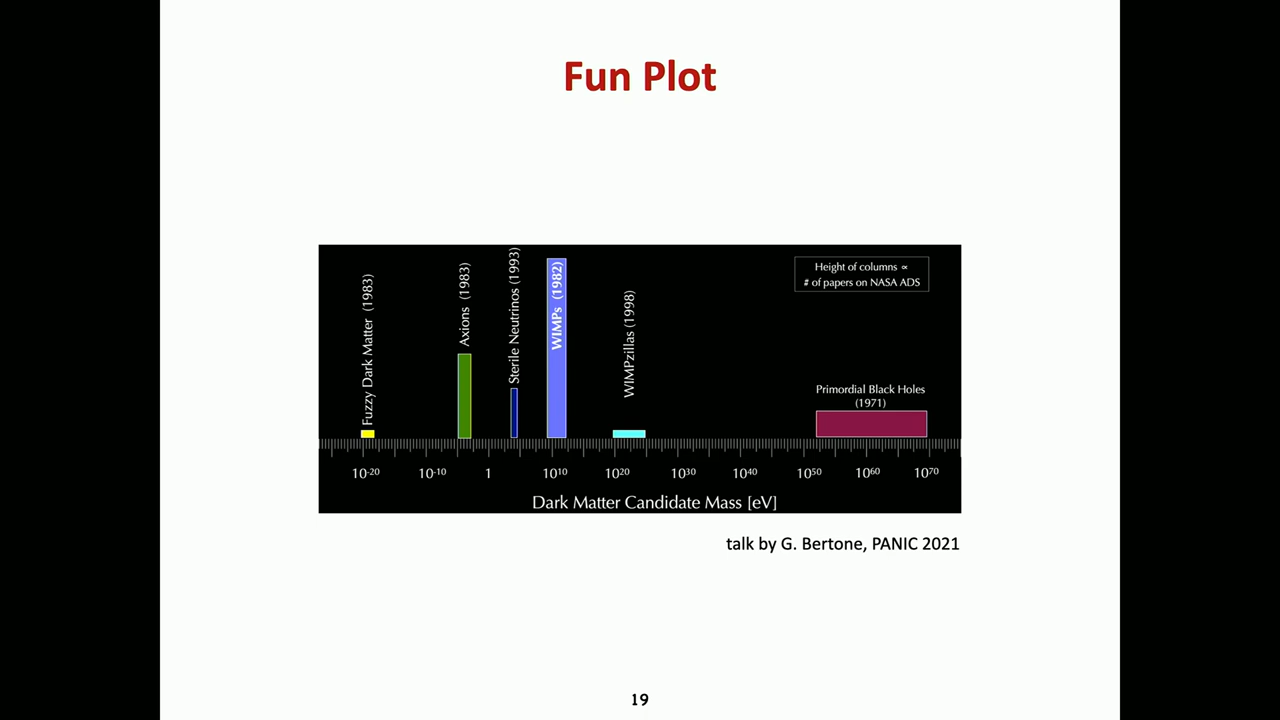 Fun Plot
Fuzzy Dark Matter (1983)
Axions (1983)
Sterile Neutrinos (1993)
WIMPs (1982)
WIMPzillas (1998)
Height of columns ∝
# of papers on NASA ADS
Primordial Black Holes
(1971)
10⁻²⁰ 10⁻¹⁰ 1 10¹⁰ 10²⁰ 10³⁰ 10⁴⁰ 10⁵⁰ 10⁶⁰ 10⁷⁰
Dark Matter Candidate Mass [eV]
talk by G. Bertone, PANIC 2021
19